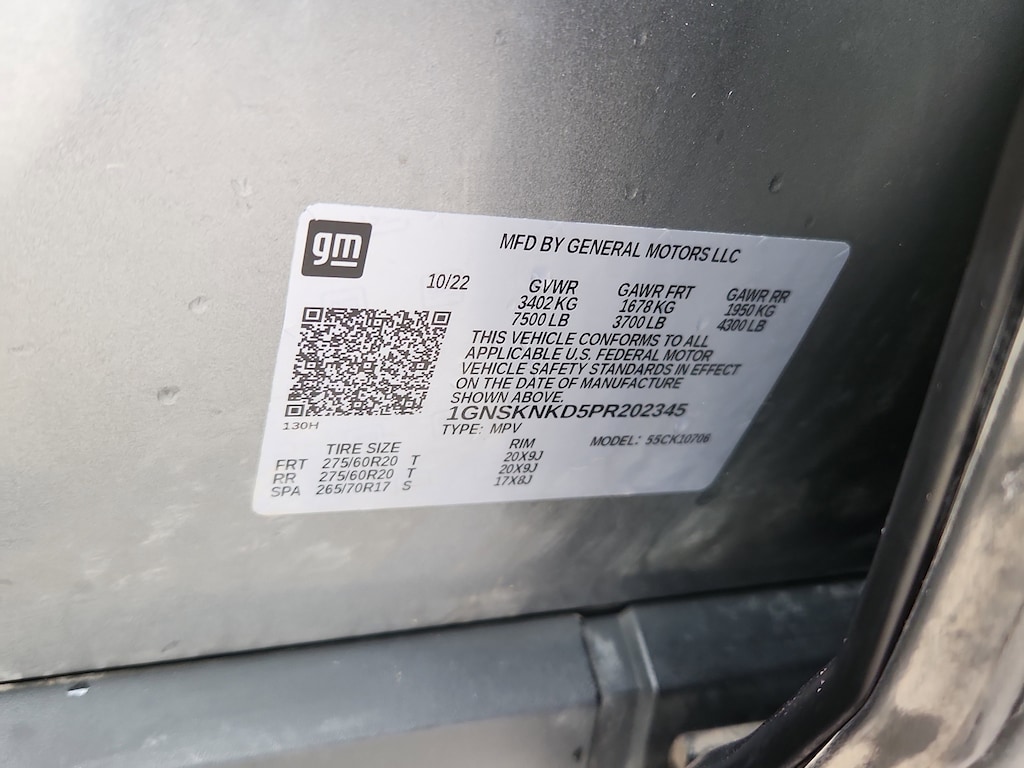 gm
MFD BY GENERAL MOTORS LLC
10/22 GVWR GAWR FRT GAWR RR
3402 KG 1678 KG 1950 KG
7500 LB 3700 LB 4300 LB
THIS VEHICLE CONFORMS TO ALL
APPLICABLE U.S. FEDERAL MOTOR
VEHICLE SAFETY STANDARDS IN EFFECT
ON THE DATE OF MANUFACTURE
SHOWN ABOVE.
1GNSKNKD5PR202345
130H
TYPE: MPV MODEL: 55CK10706
TIRE SIZE RIM
FRT 275/60R20 T 20X9J
RR 275/60R20 T 20X9J
SPA 265/70R17 S 17X8J